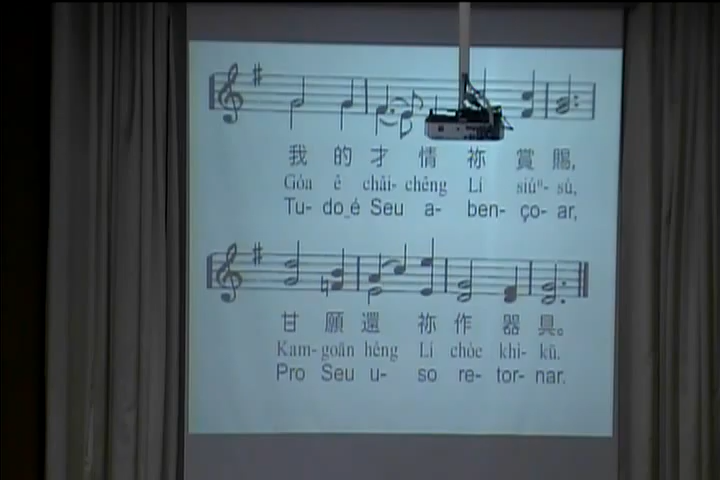 我 的 才 情 祢 賞 賜,
Góa ê châi- chêng Lí siúⁿ- sù,
Tu- do_é Seu a- ben- ço- ar,
甘 願 還 祢 作 器 具。
Kam- goān hêng Lí chòe khì- kū.
Pro Seu u- so re- tor- nar.